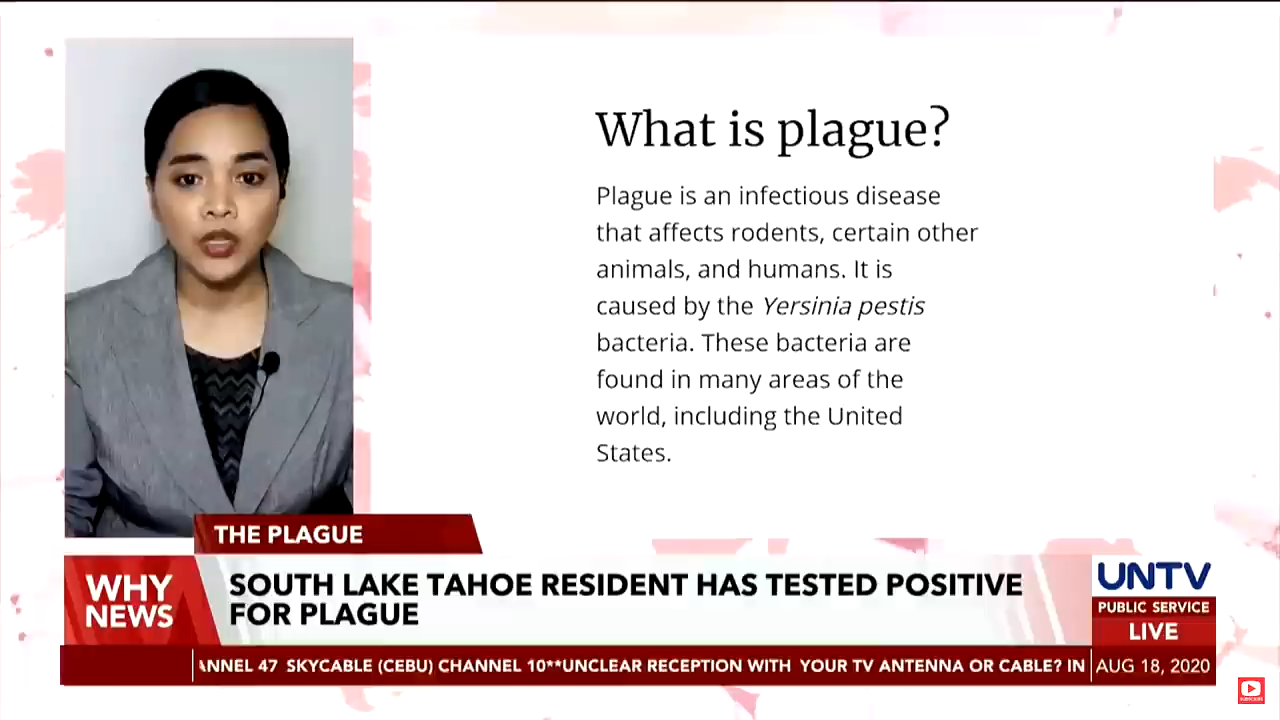 What is plague?
Plague is an infectious disease
that affects rodents, certain other
animals, and humans. It is
caused by the Yersinia pestis
bacteria. These bacteria are
found in many areas of the
world, including the United
States.
THE PLAGUE
WHY
NEWS
SOUTH LAKE TAHOE RESIDENT HAS TESTED POSITIVE
FOR PLAGUE
UNTV
PUBLIC SERVICE
LIVE
ANNEL 47 SKYCABLE (CEBU) CHANNEL 10**UNCLEAR RECEPTION WITH YOUR TV ANTENNA OR CABLE? IN
AUG 18, 2020
SUBSCRIBE